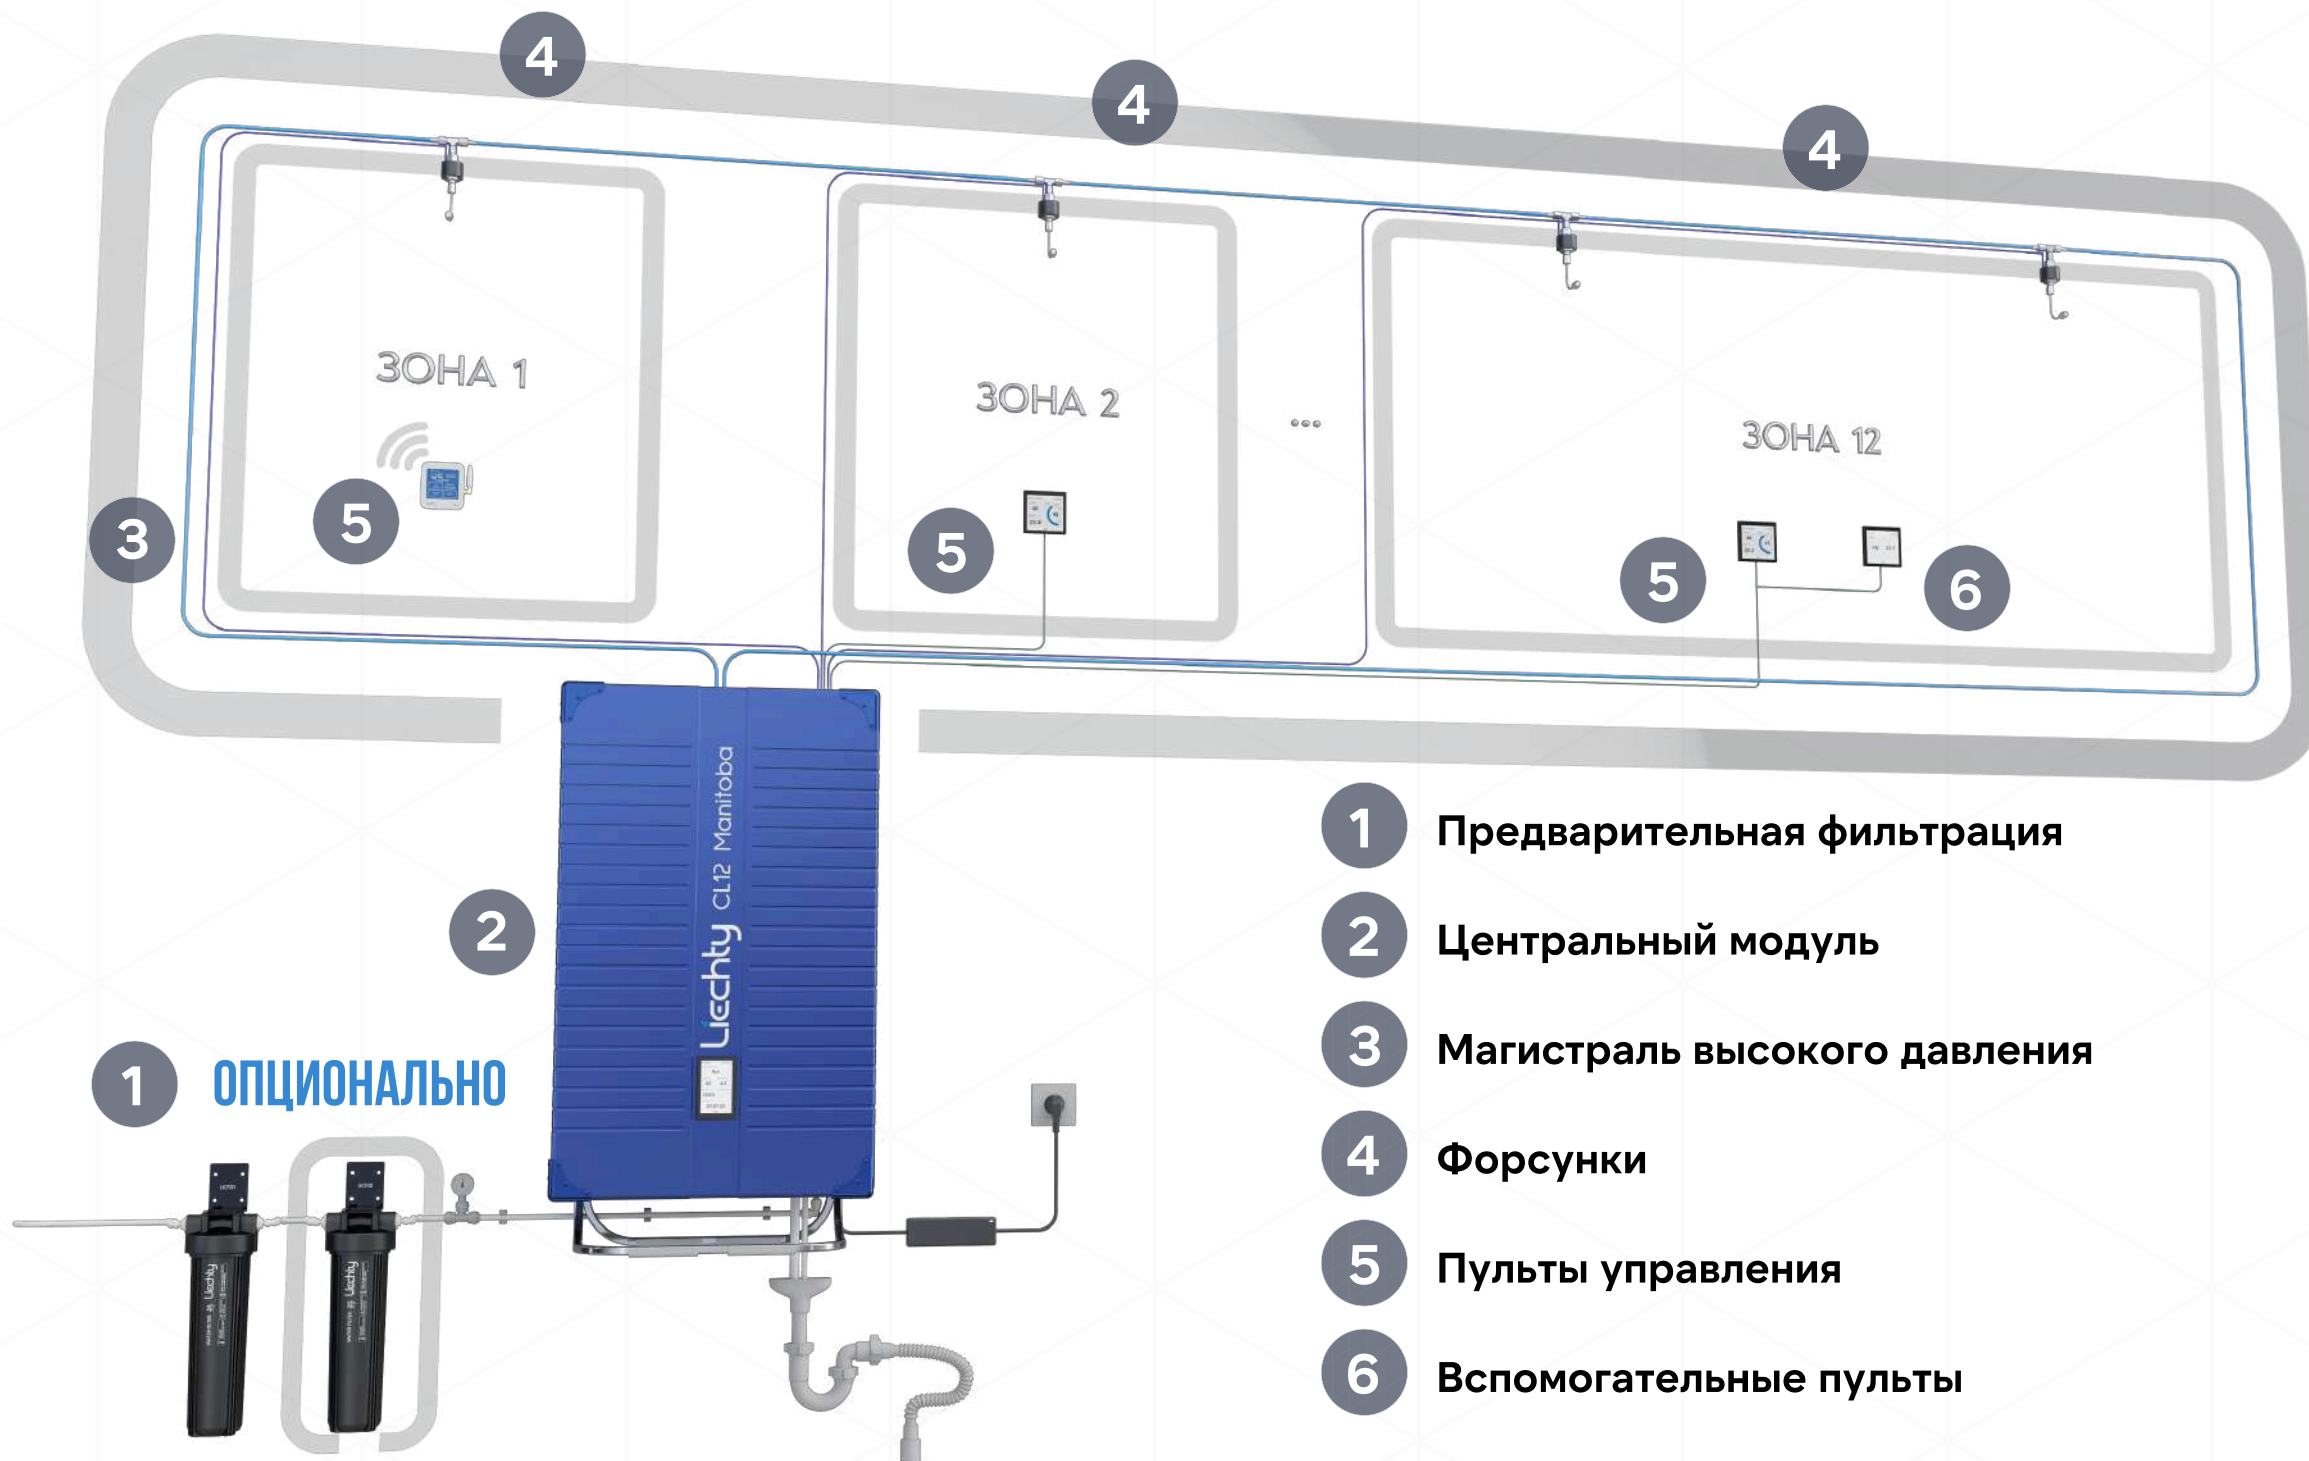 4
4
4
ЗОНА 1
ЗОНА 2
...
ЗОНА 12
3
5
5
5
6
Liechty CL12 Manitoba
2
1 ОПЦИОНАЛЬНО
Liechty
Liechty
1 Предварительная фильтрация
2 Центральный модуль
3 Магистраль высокого давления
4 Форсунки
5 Пульты управления
6 Вспомогательные пульты